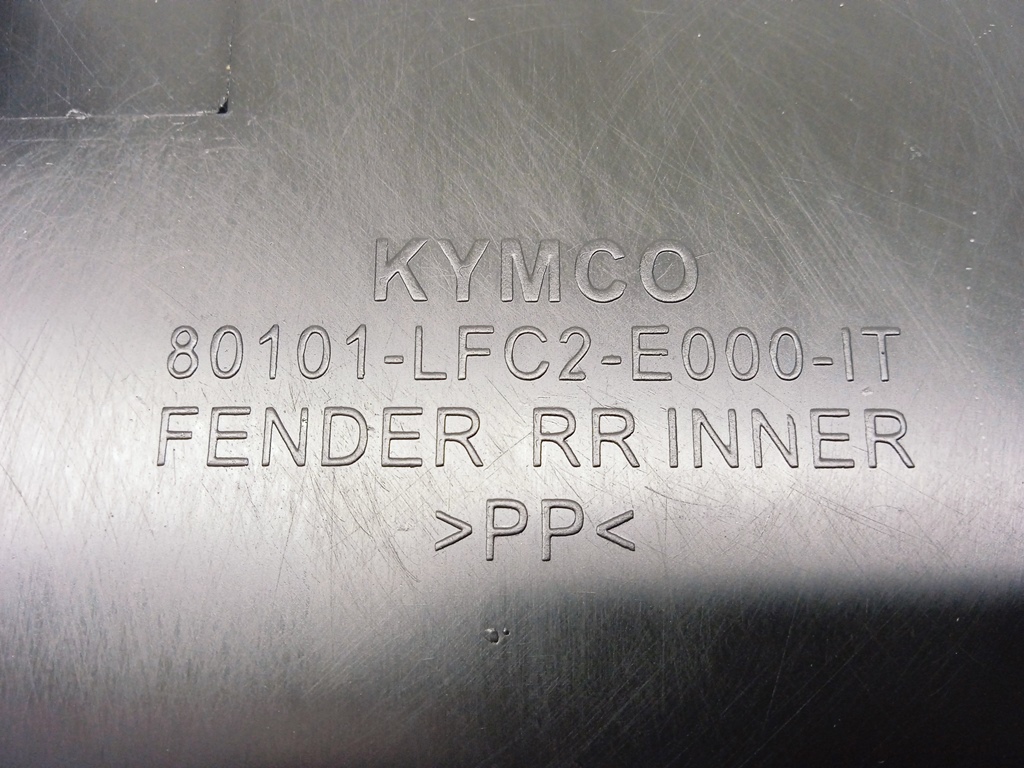 KYMCO
80101-LFC2-E000-IT
FENDER RR INNER
>PP<